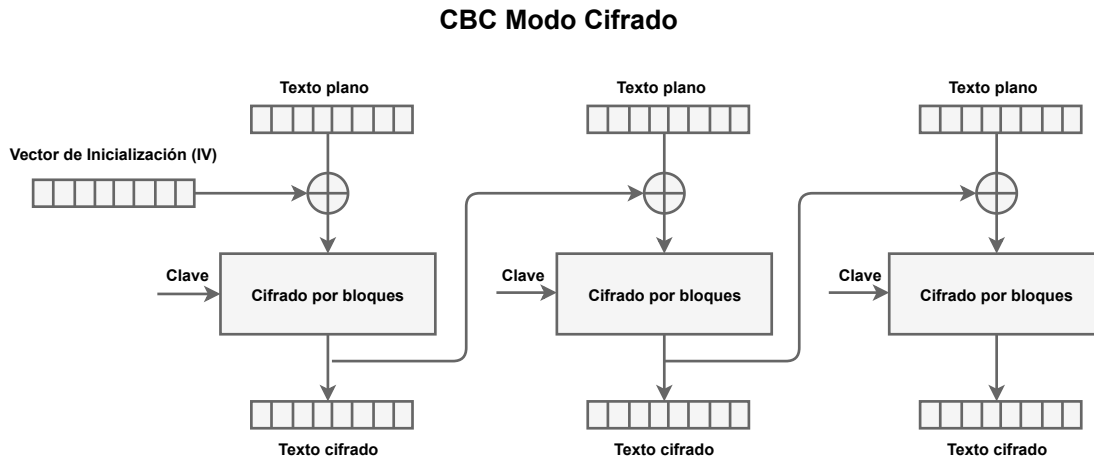 CBC Modo Cifrado
Texto plano
Texto plano
Texto plano
Vector de Inicialización (IV)
Clave
Cifrado por bloques
Clave
Cifrado por bloques
Clave
Cifrado por bloques
Texto cifrado
Texto cifrado
Texto cifrado